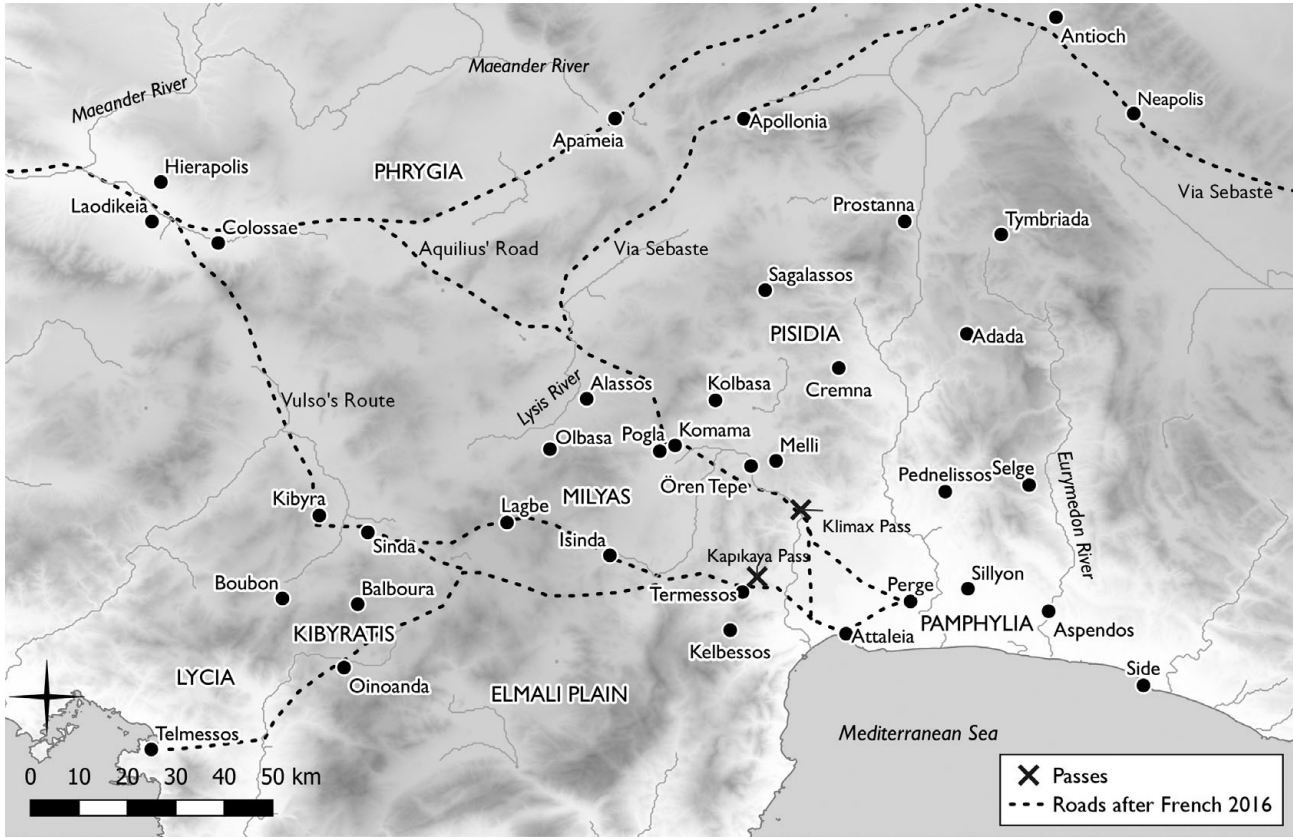 Antioch
Maeander River
Maeander River
Neapolis
Apollonia
Apameia
Hierapolis
PHRYGIA
Via Sebaste
Laodikeia
Prostanna
Tymbriada
Colossae
Aquilius' Road
Via Sebaste
Sagalassos
PISIDIA
Adada
Alassos
Kolbasa
Cremna
Vulso's Route
Lysis River
Olbasa
Pogla
Komama
Melli
Eurymedon River
Ören Tepe
Pednelissos
Selge
Kibyra
MILYAS
Lagbe
Klimax Pass
Sinda
Isinda
Kapıkaya Pass
Boubon
Balboura
Termessos
Perge
Sillyon
KIBYRATIS
PAMPHYLIA
Aspendos
Attaleia
Kelbessos
LYCIA
Oinoanda
ELMALI PLAIN
Side
Telmessos
Mediterranean Sea
0 10 20 30 40 50 km
Passes
Roads after French 2016